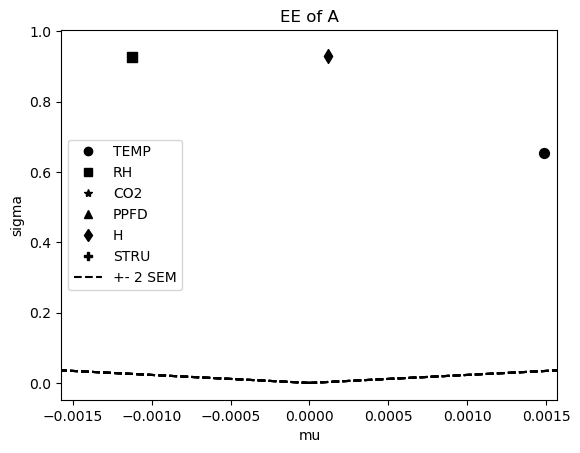 EE of A
1.0
0.8
0.6
0.4
0.2
0.0
sigma
TEMP
RH
CO2
PPFD
H
STRU
+- 2 SEM
−0.0015 −0.0010 −0.0005 0.0000 0.0005 0.0010 0.0015
mu